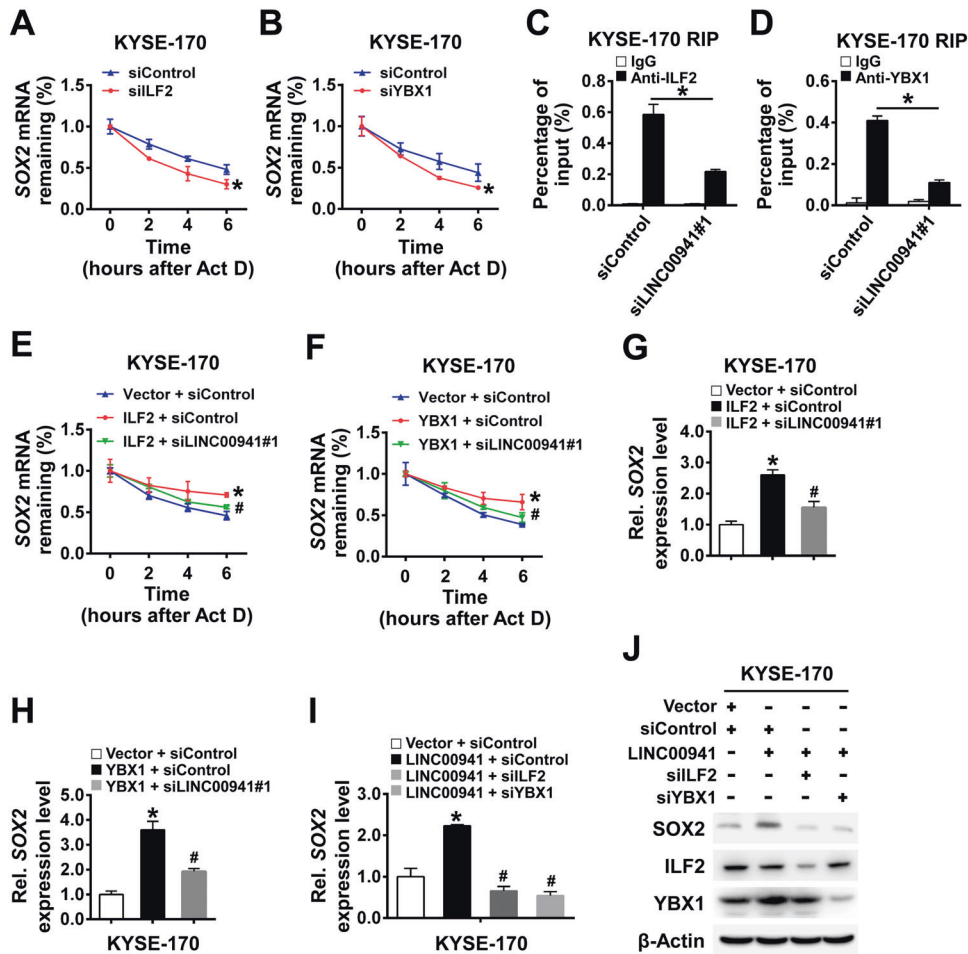 A
KYSE-170
siControl
siILF2
SOX2 mRNA
remaining (%)
1.5
1.0
0.5
0.0
0 2 4 6
*
Time
(hours after Act D)
B
KYSE-170
siControl
siYBX1
SOX2 mRNA
remaining (%)
1.5
1.0
0.5
0.0
0 2 4 6
*
Time
(hours after Act D)
C
KYSE-170 RIP
IgG
Anti-ILF2
Percentage of
input (%)
0.8
0.6
0.4
0.2
0.0
*
siControl
siLINC00941#1
D
KYSE-170 RIP
IgG
Anti-YBX1
Percentage of
input (%)
0.6
0.4
0.2
0.0
*
siControl
siLINC00941#1
E
KYSE-170
Vector + siControl
ILF2 + siControl
ILF2 + siLINC00941#1
SOX2 mRNA
remaining (%)
1.5
1.0
0.5
0.0
0 2 4 6
*
#
Time
(hours after Act D)
F
KYSE-170
Vector + siControl
YBX1 + siControl
YBX1 + siLINC00941#1
SOX2 mRNA
remaining (%)
1.5
1.0
0.5
0.0
0 2 4 6
*
#
Time
(hours after Act D)
G
KYSE-170
Vector + siControl
ILF2 + siControl
ILF2 + siLINC00941#1
Rel. SOX2
expression level
4.0
3.0
2.0
1.0
0.0
*
#
H
Vector + siControl
YBX1 + siControl
YBX1 + siLINC00941#1
Rel. SOX2
expression level
5.0
4.0
3.0
2.0
1.0
0.0
*
#
KYSE-170
I
Vector + siControl
LINC00941 + siControl
LINC00941 + siILF2
LINC00941 + siYBX1
Rel. SOX2
expression level
3.0
2.0
1.0
0.0
*
#
#
KYSE-170
J
KYSE-170
Vector + - - -
siControl + + - -
LINC00941 - + + +
siILF2 - - + -
siYBX1 - - - +
SOX2
ILF2
YBX1
β-Actin